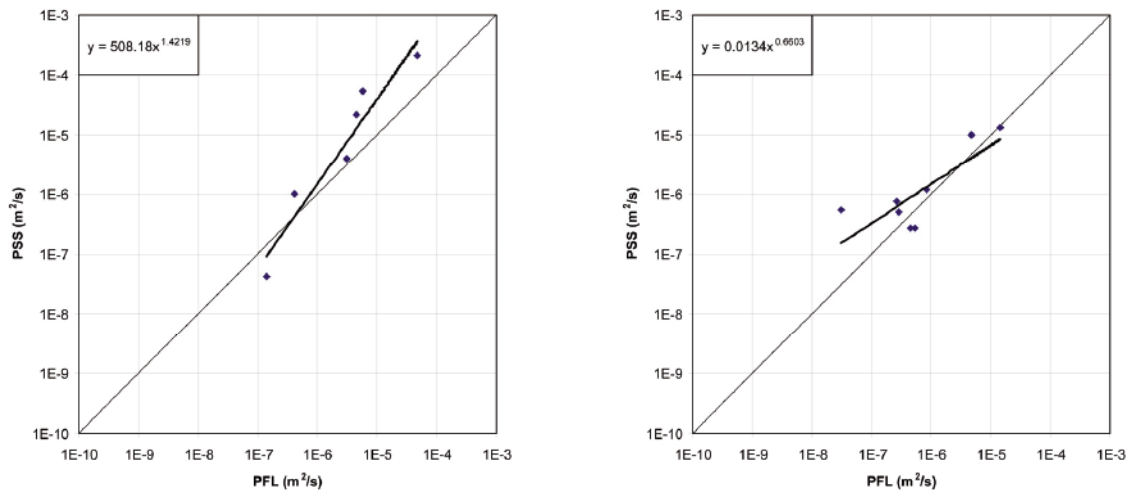 y = 508.18x^1.4219
1E-3
1E-4
1E-5
1E-6
1E-7
1E-8
1E-9
1E-10
PSS (m²/s)
1E-10 1E-9 1E-8 1E-7 1E-6 1E-5 1E-4 1E-3
PFL (m²/s)
y = 0.0134x^0.6603
1E-3
1E-4
1E-5
1E-6
1E-7
1E-8
1E-9
1E-10
PSS (m²/s)
1E-10 1E-9 1E-8 1E-7 1E-6 1E-5 1E-4 1E-3
PFL (m²/s)